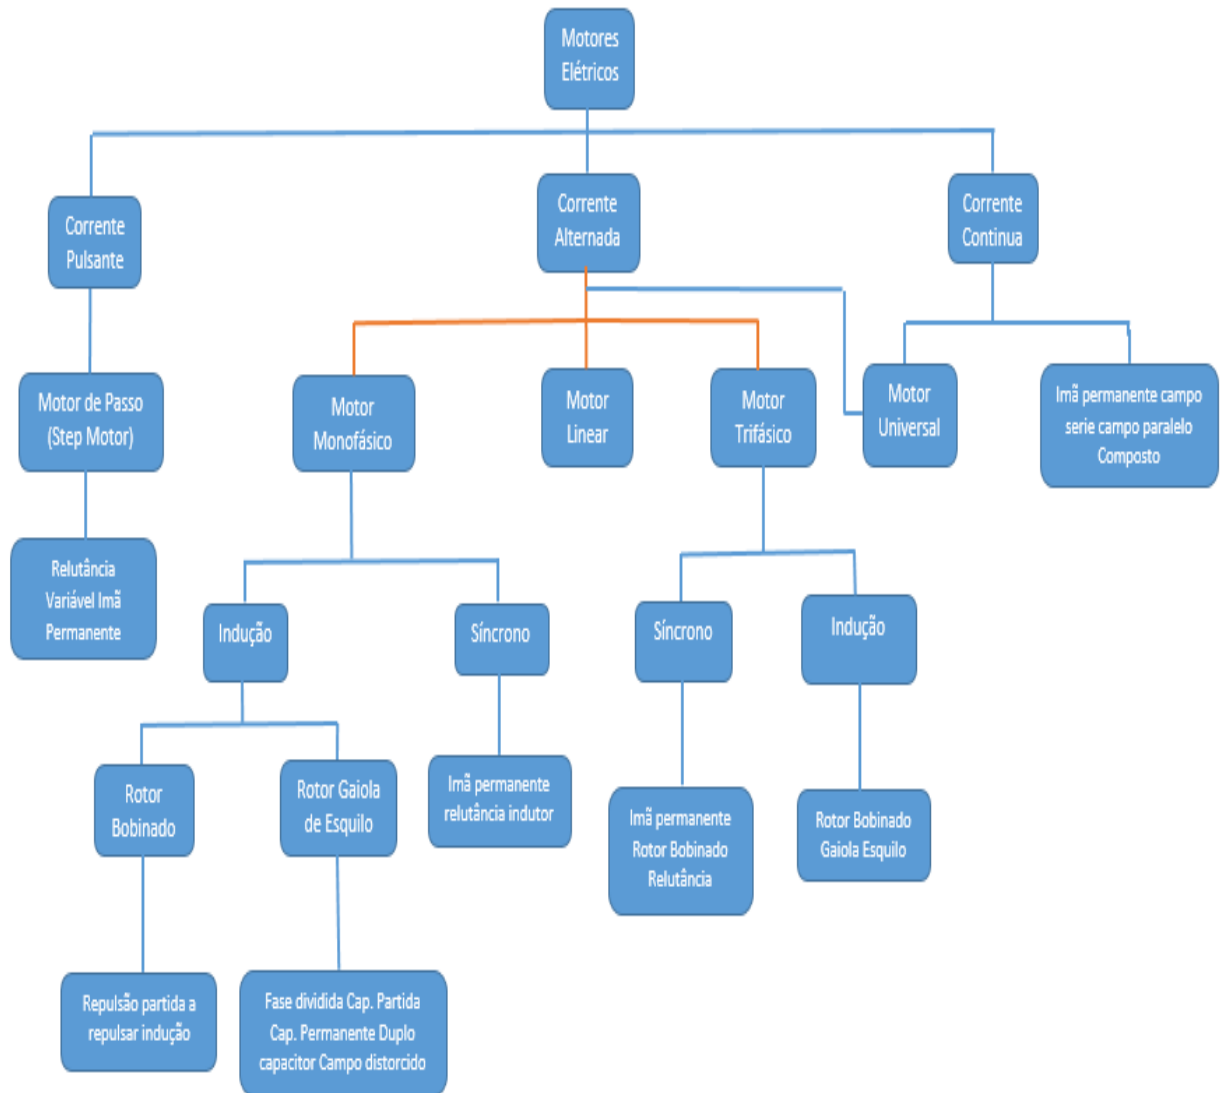 Motores
Elétricos
Corrente
Pulsante
Corrente
Alternada
Corrente
Continua
Motor de Passo
(Step Motor)
Motor
Monofásico
Motor
Linear
Motor
Trifásico
Motor
Universal
Imã permanente campo
serie campo paralelo
Composto
Relutância
Variável Imã
Permanente
Indução
Síncrono
Síncrono
Indução
Rotor
Bobinado
Rotor Gaiola
de Esquilo
Imã permanente
relutância indutor
Imã permanente
Rotor Bobinado
Relutância
Rotor Bobinado
Gaiola Esquilo
Repulsão partida a
repulsar indução
Fase dividida Cap. Partida
Cap. Permanente Duplo
capacitor Campo distorcido